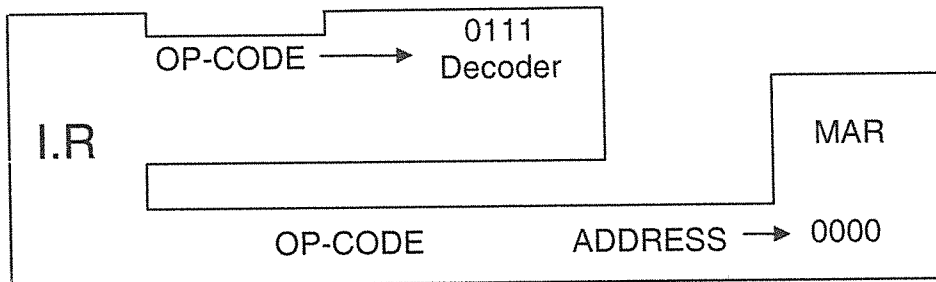 0111
OP-CODE → Decoder
I.R
MAR
OP-CODE ADDRESS → 0000